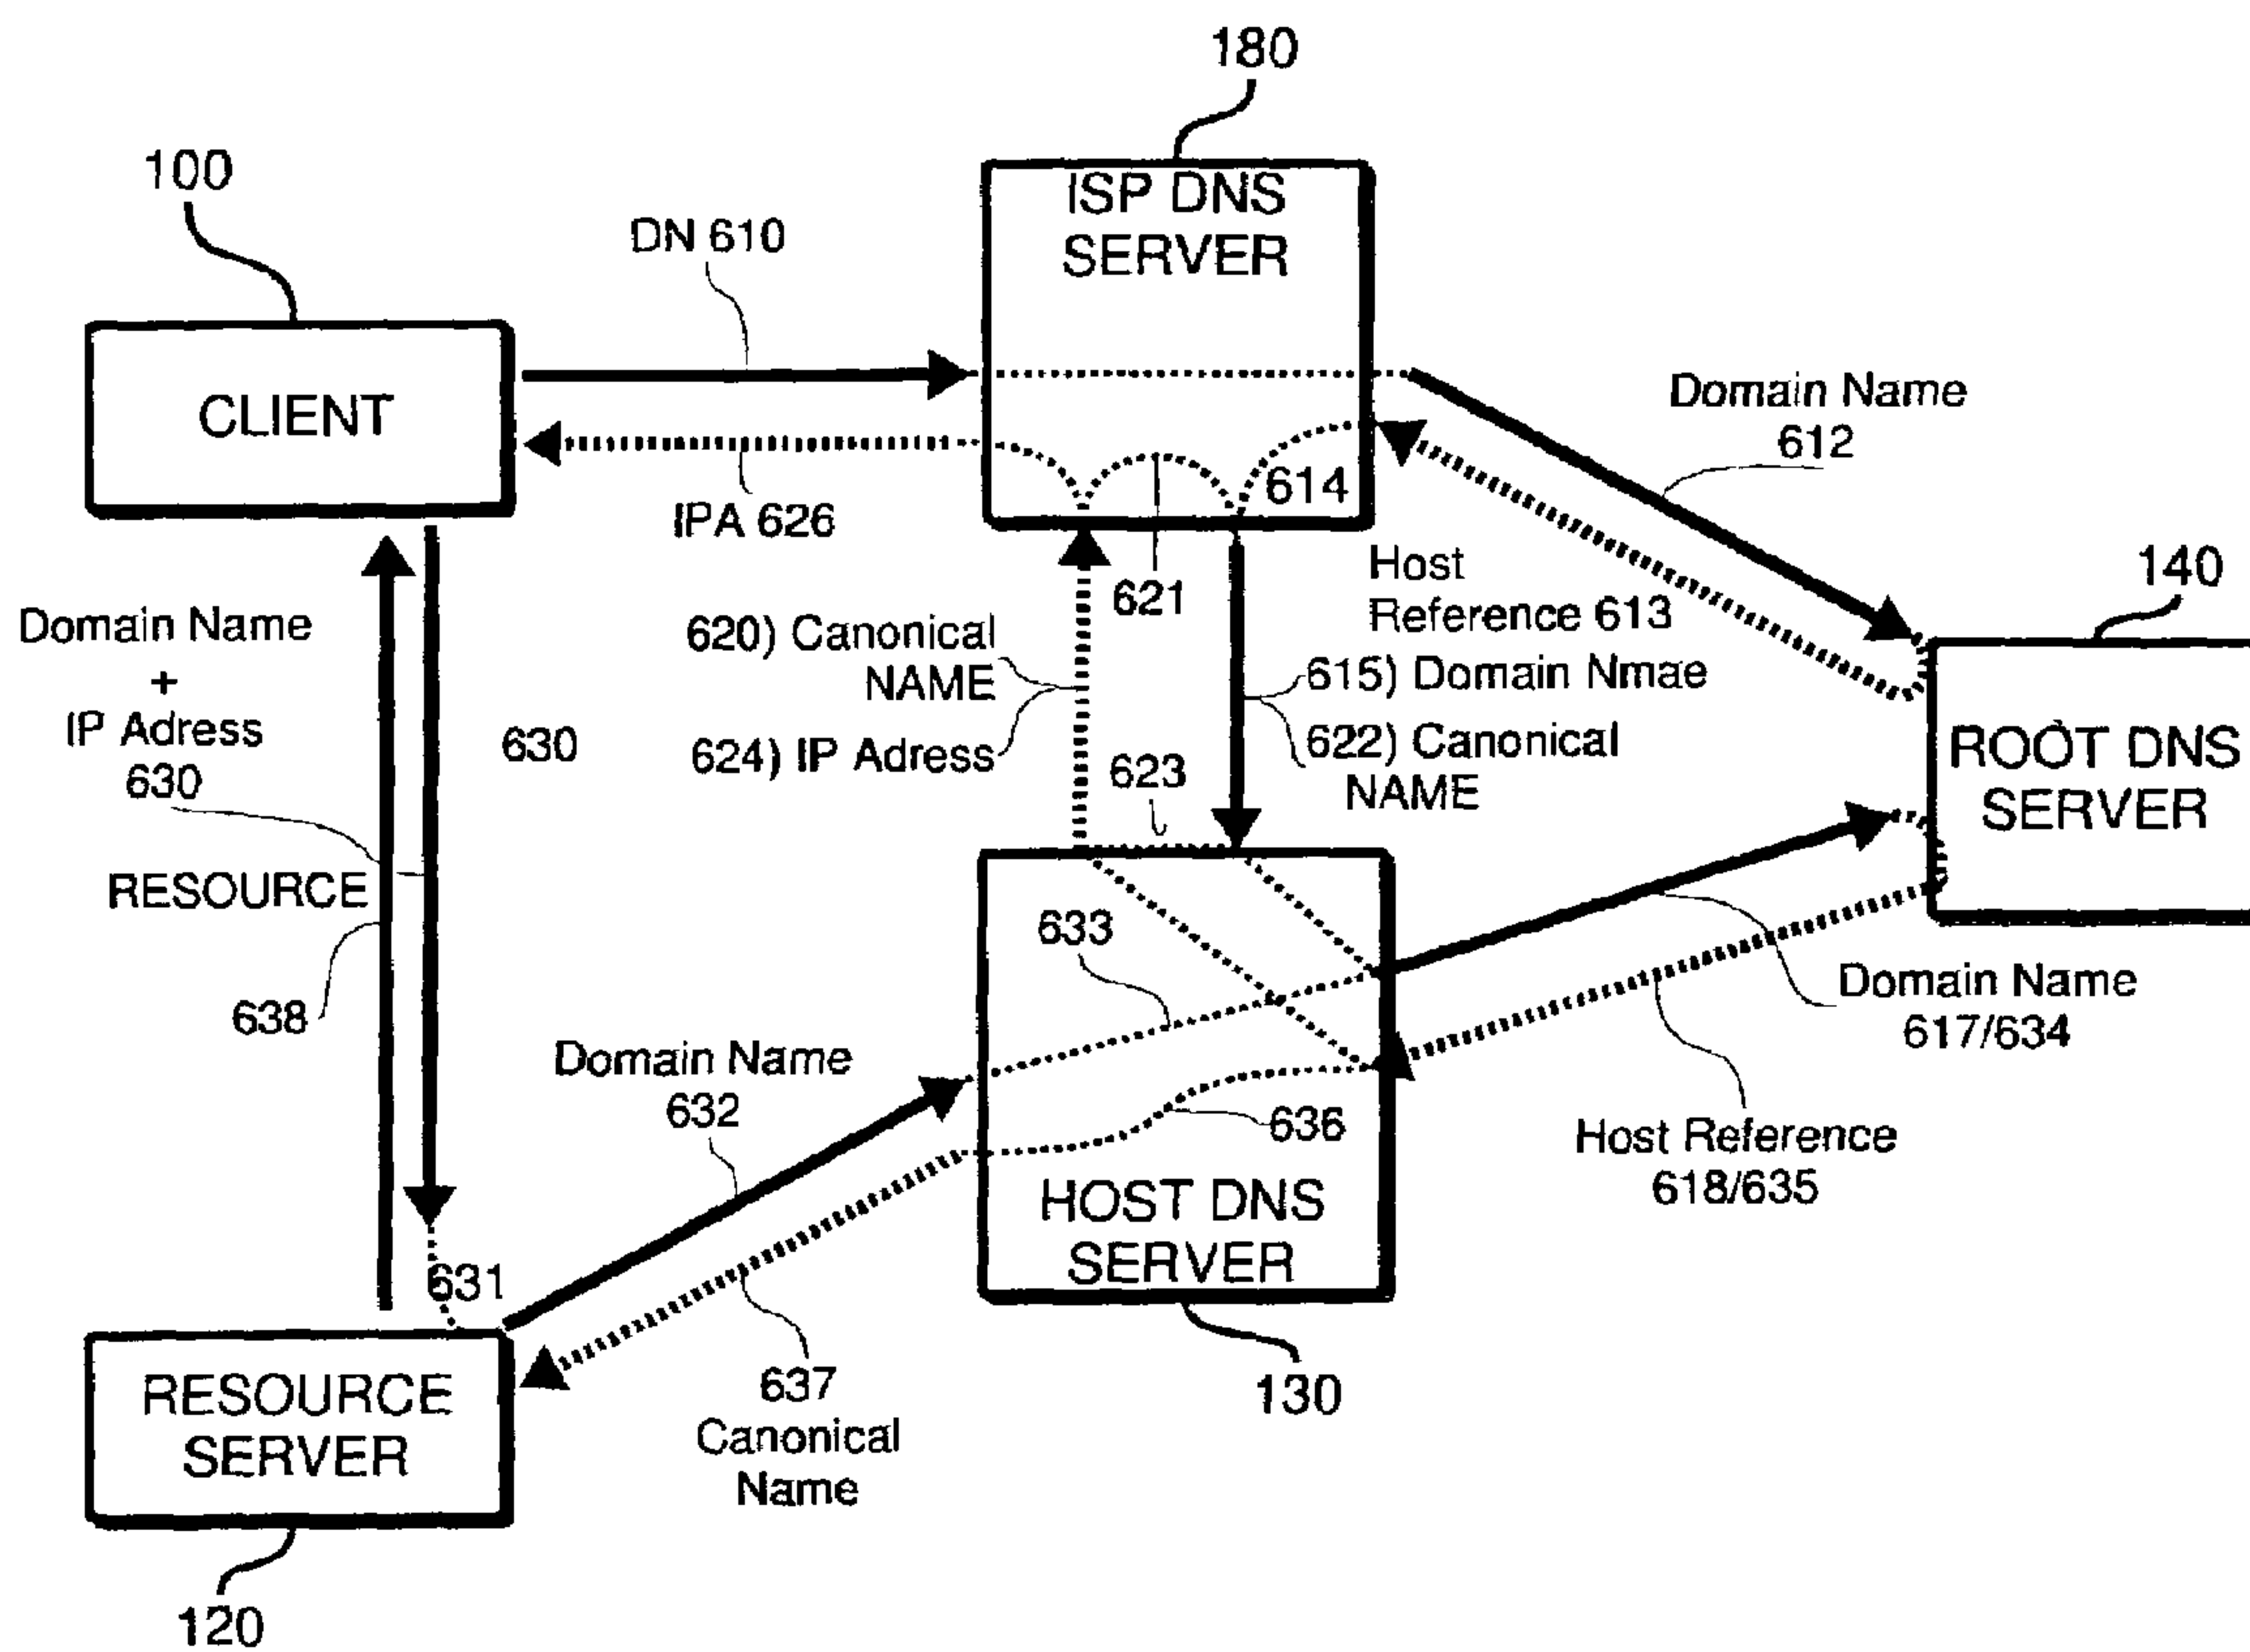 180
100
ISP DNS
SERVER
DN 610
CLIENT
Domain Name
612
614
IPA 626
Host
Reference 613
140
621
Domain Name
+
IP Adress
630
630
620) Canonical
NAME
624) IP Adress
615) Domain Nmae
622) Canonical
NAME
623
ROOT DNS
SERVER
RESOURCE
638
633
Domain Name
617/634
Domain Name
632
636
Host Reference
618/635
HOST DNS
SERVER
631
637
Canonical
Name
130
RESOURCE
SERVER
120